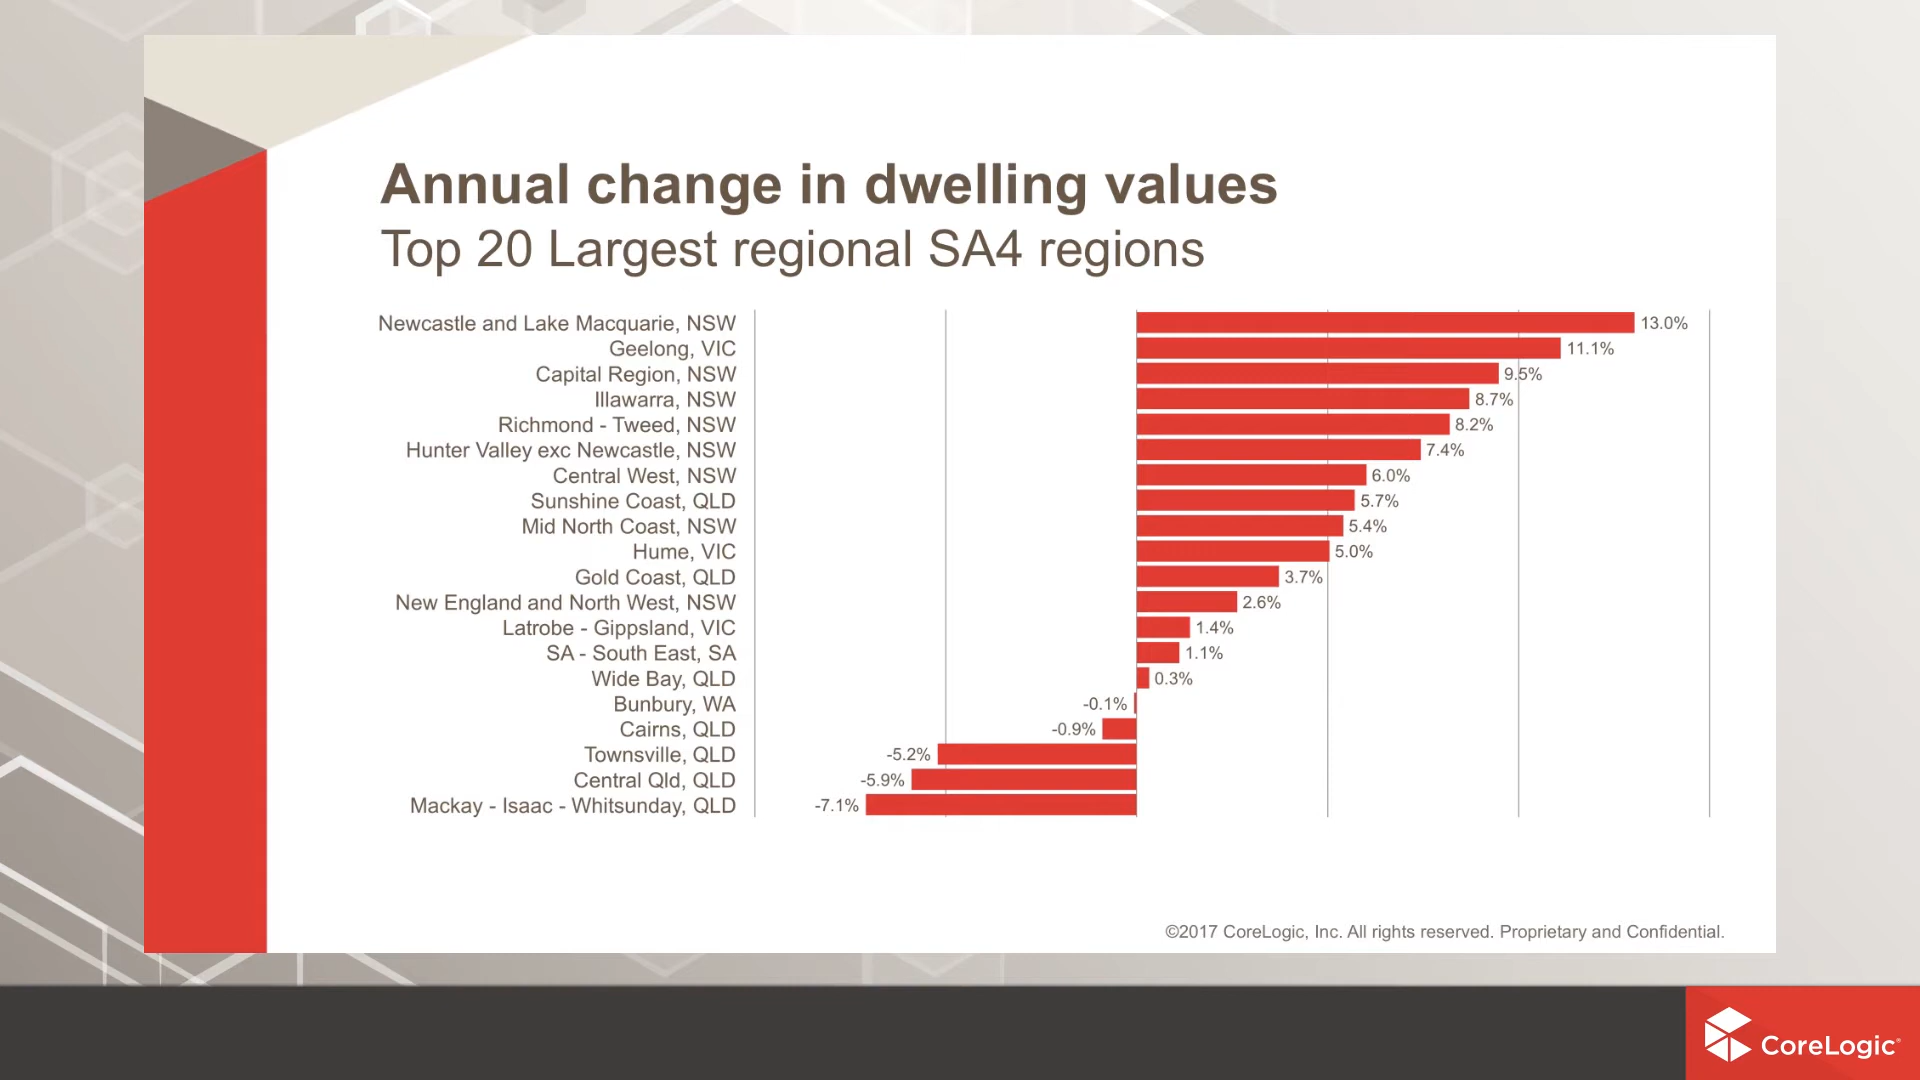 Annual change in dwelling values
Top 20 Largest regional SA4 regions
Newcastle and Lake Macquarie, NSW 13.0%
Geelong, VIC 11.1%
Capital Region, NSW 9.5%
Illawarra, NSW 8.7%
Richmond - Tweed, NSW 8.2%
Hunter Valley exc Newcastle, NSW 7.4%
Central West, NSW 6.0%
Sunshine Coast, QLD 5.7%
Mid North Coast, NSW 5.4%
Hume, VIC 5.0%
Gold Coast, QLD 3.7%
New England and North West, NSW 2.6%
Latrobe - Gippsland, VIC 1.4%
SA - South East, SA 1.1%
Wide Bay, QLD 0.3%
Bunbury, WA -0.1%
Cairns, QLD -0.9%
Townsville, QLD -5.2%
Central Qld, QLD -5.9%
Mackay - Isaac - Whitsunday, QLD -7.1%
©2017 CoreLogic, Inc. All rights reserved. Proprietary and Confidential.
CoreLogic